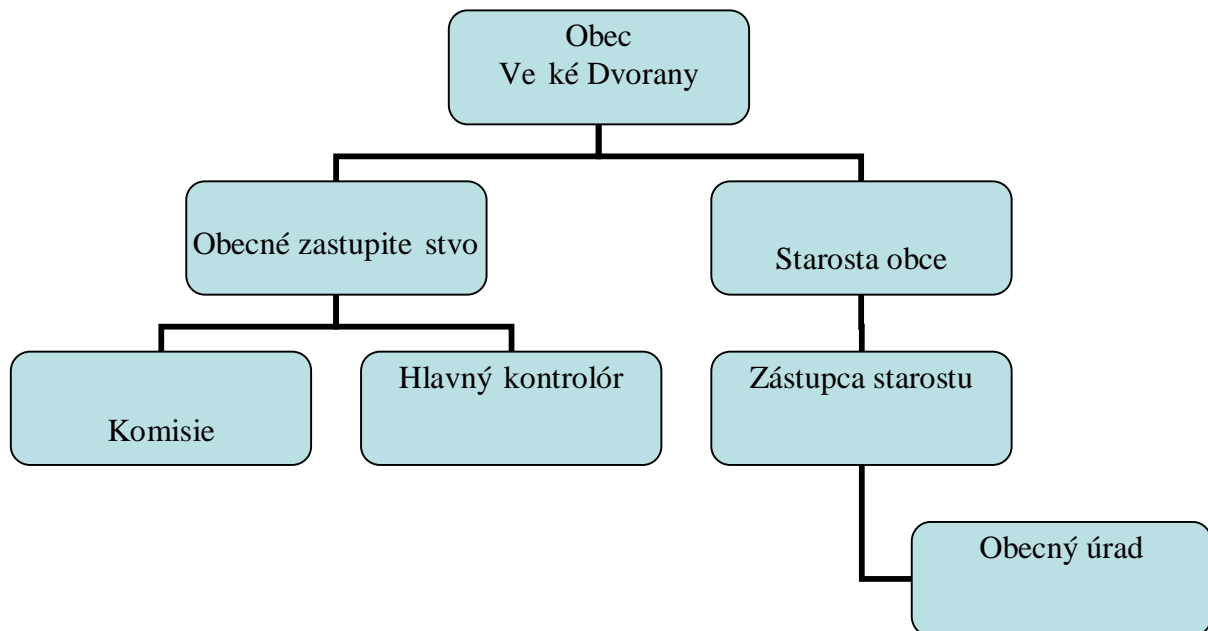 Obec
Ve ké Dvorany
Obecné zastupite stvo
Starosta obce
Komisie
Hlavný kontrolór
Zástupca starostu
Obecný úrad